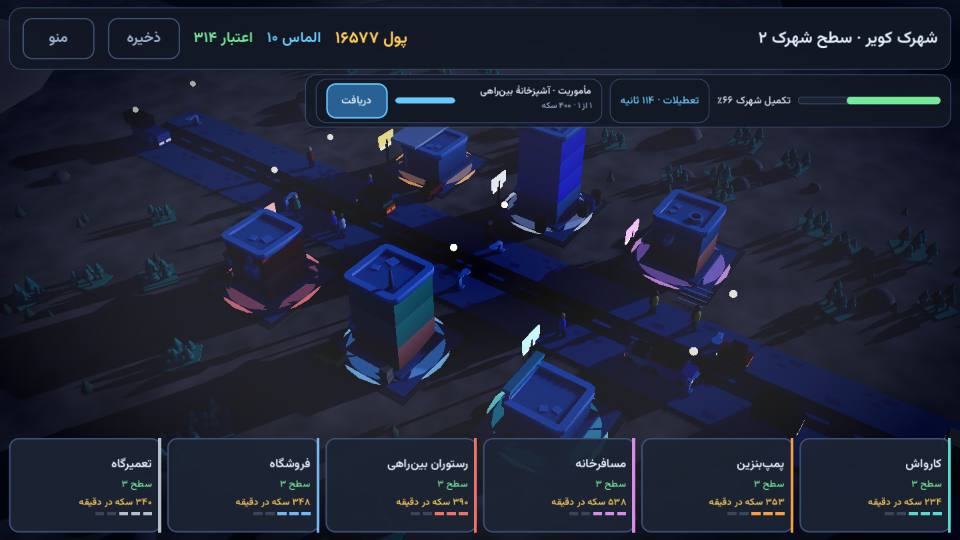 شهرک کویر · سطح شهرک ۲
پول ۱۶۵۷۷
الماس ۱۰
اعتبار ۳۱۴
ذخیره
منو
تکمیل شهرک ۶۶٪
تعطیلات · ۱۱۴ ثانیه
مأموریت · آشپزخانهٔ بین‌راهی
۱ از ۱ · ۴۰۰ سکه
دریافت
کارواش
سطح ۳
۲۳۴ سکه در دقیقه
پمپ‌بنزین
سطح ۳
۳۵۳ سکه در دقیقه
مسافرخانه
سطح ۳
۵۳۸ سکه در دقیقه
رستوران بین‌راهی
سطح ۳
۳۹۰ سکه در دقیقه
فروشگاه
سطح ۳
۳۴۸ سکه در دقیقه
تعمیرگاه
سطح ۳
۳۴۰ سکه در دقیقه